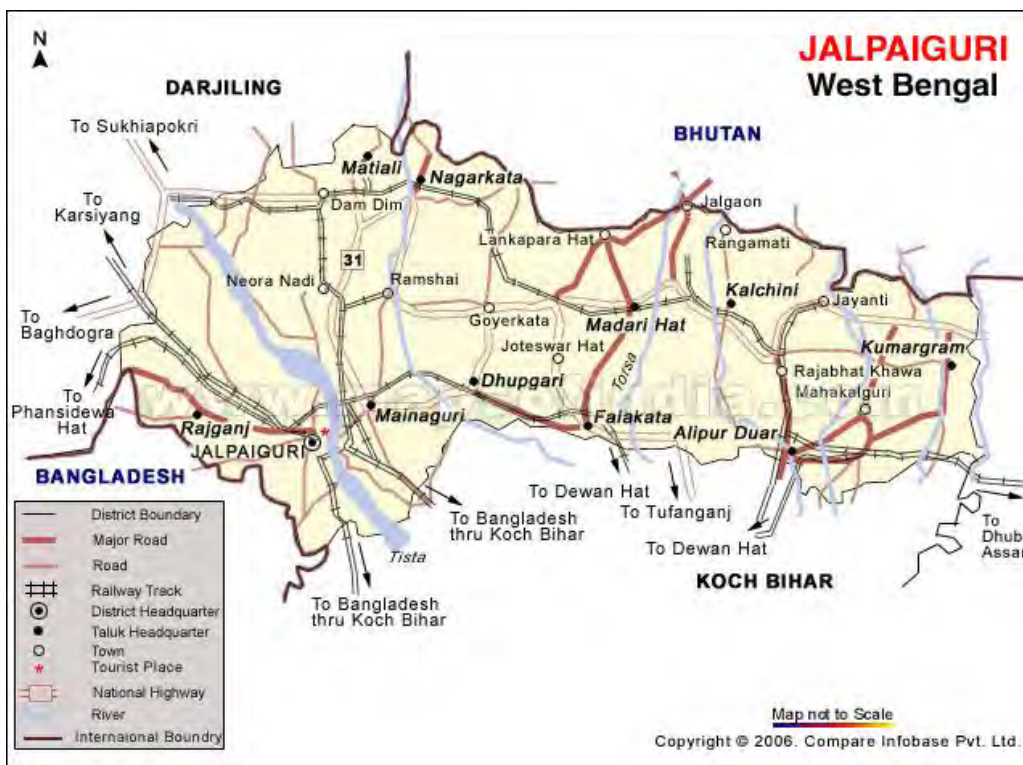 N
JALPAIGURI
West Bengal
DARJILING
To Sukhiapokri
BHUTAN
Matiali
Nagarkata
To
Karsiyang
Dam Dim
Jalgaon
Lankapara Hat
Rangamati
31
Neora Nadi
Ramshai
Kalchini
Jayanti
To
Baghdogra
Goyerkata
Madari Hat
Joteswar Hat
Torsa
Kumargram
Rajabhat Khawa
To
Phansidewa
Hat
Dhupgari
Mahakalguri
Rajganj
Mainaguri
Falakata
Alipur Duar
JALPAIGURI
BANGLADESH
To Dewan Hat
To Tufanganj
To Bangladesh
thru Koch Bihar
To Dewan Hat
To
Dhub
Assar
Tista
KOCH BIHAR
To Bangladesh
thru Koch Bihar
District Boundary
Major Road
Road
Railway Track
District Headquarter
Taluk Headquarter
Town
Tourist Place
National Highway
River
International Boundry
Map not to Scale
Copyright © 2006. Compare Infobase Pvt. Ltd.